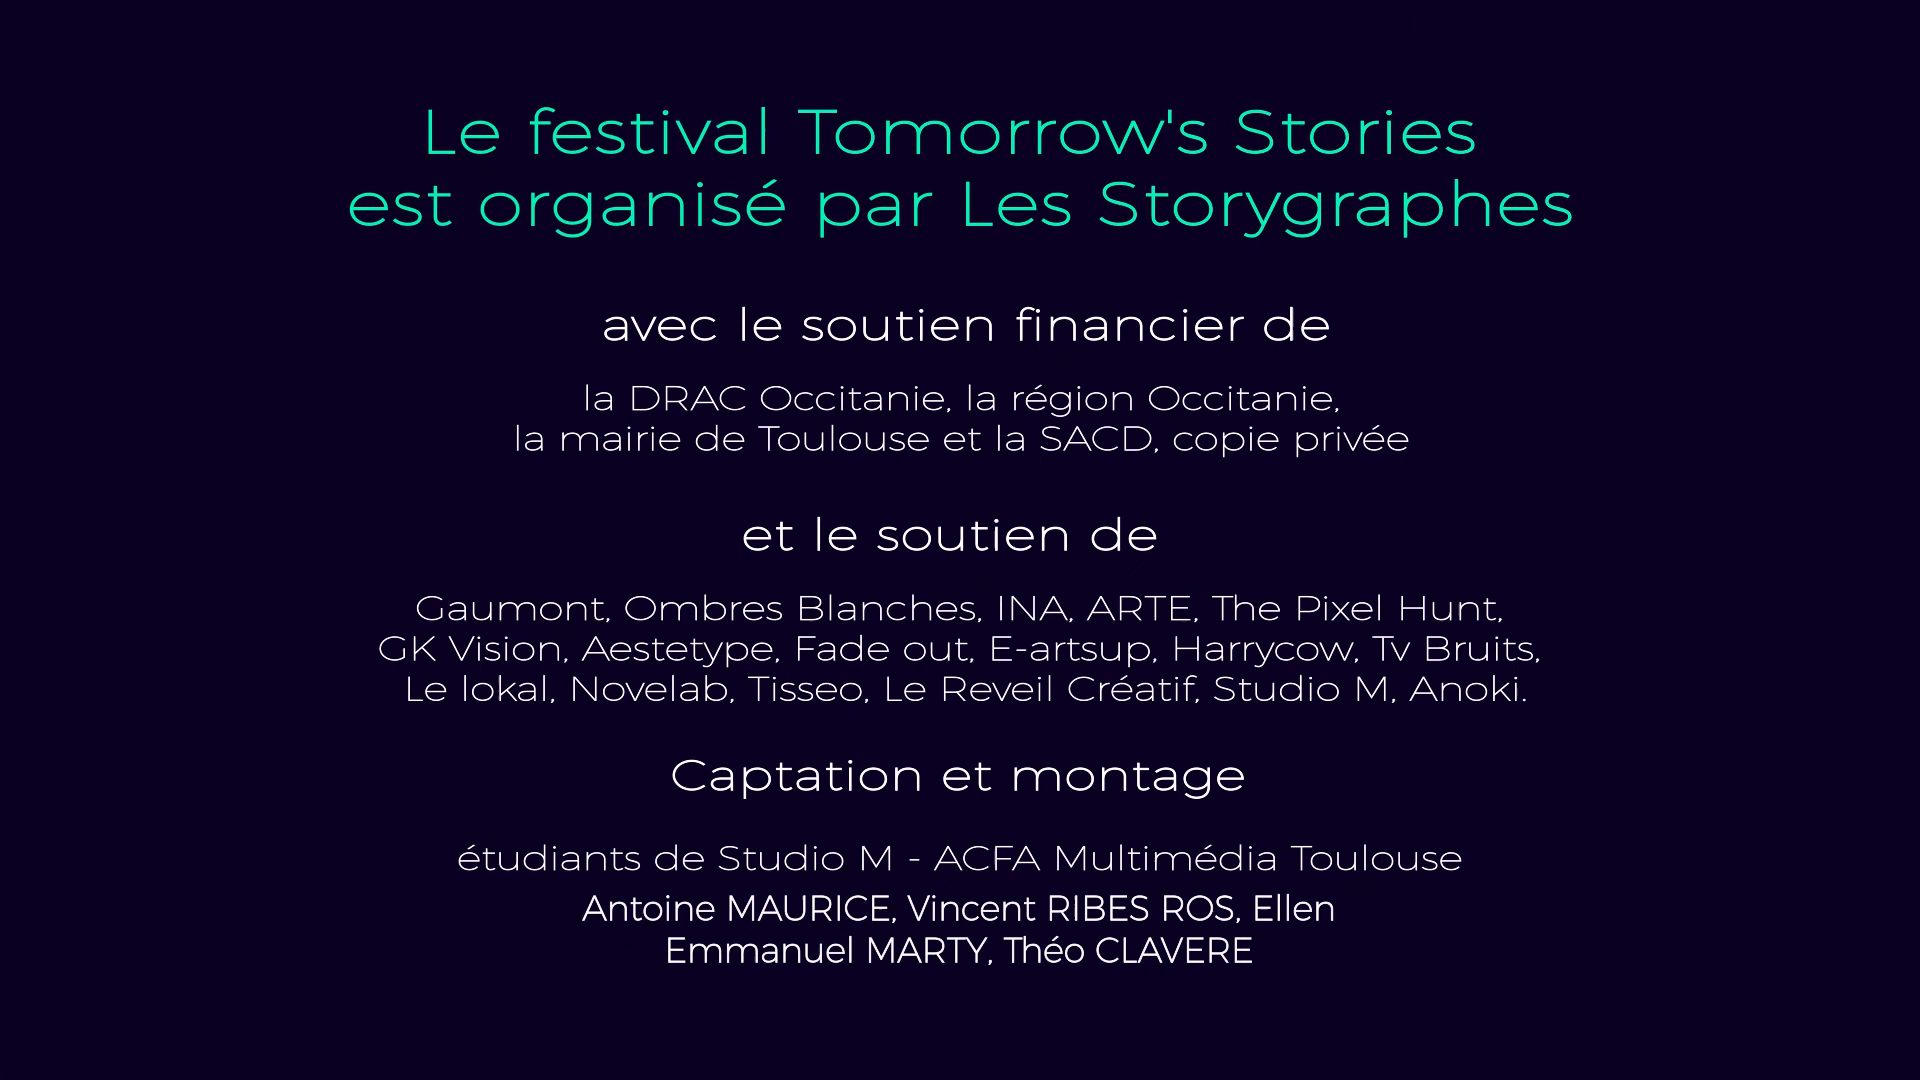 Le festival Tomorrow's Stories
est organisé par Les Storygraphes
avec le soutien financier de
la DRAC Occitanie, la région Occitanie,
la mairie de Toulouse et la SACD, copie privée
et le soutien de
Gaumont, Ombres Blanches, INA, ARTE, The Pixel Hunt,
GK Vision, Aestetype, Fade out, E-artsup, Harrycow, Tv Bruits,
Le lokal, Novelab, Tisseo, Le Reveil Créatif, Studio M, Anoki.
Captation et montage
étudiants de Studio M - ACFA Multimédia Toulouse
Antoine MAURICE, Vincent RIBES ROS, Ellen
Emmanuel MARTY, Théo CLAVERE